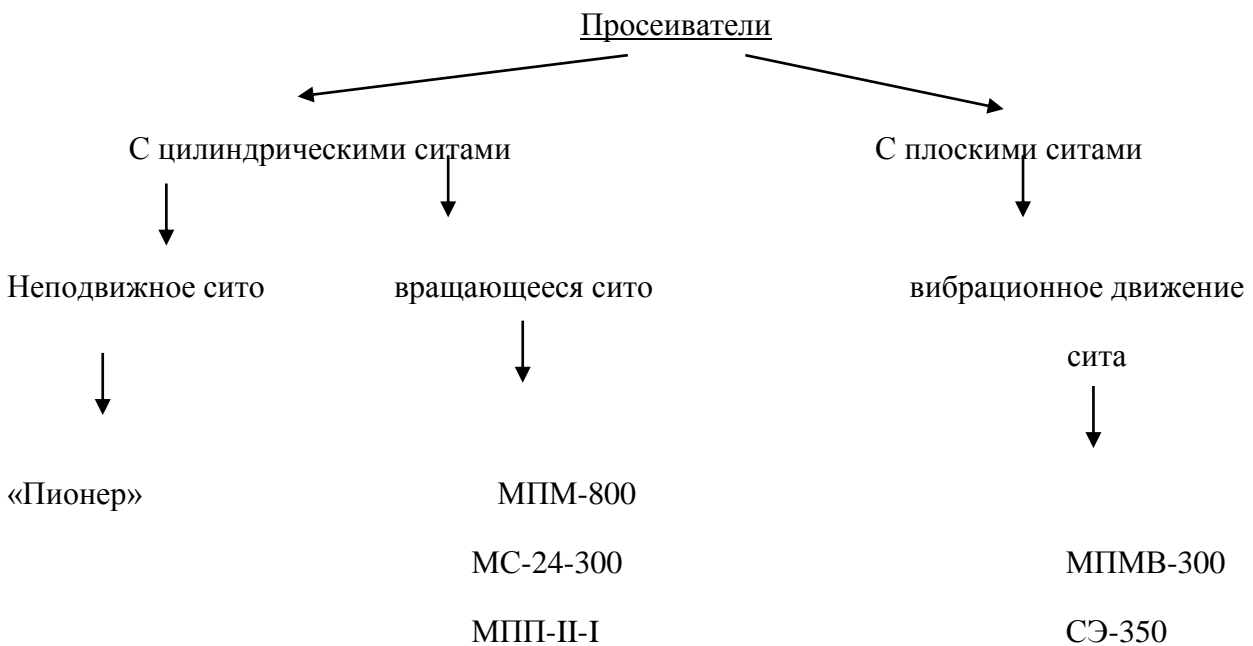 Просеиватели
С цилиндрическими ситами С плоскими ситами
Неподвижное сито вращающееся сито вибрационное движение
сита
«Пионер» МПМ-800
МС-24-300 МПМВ-300
МПП-II-I СЭ-350